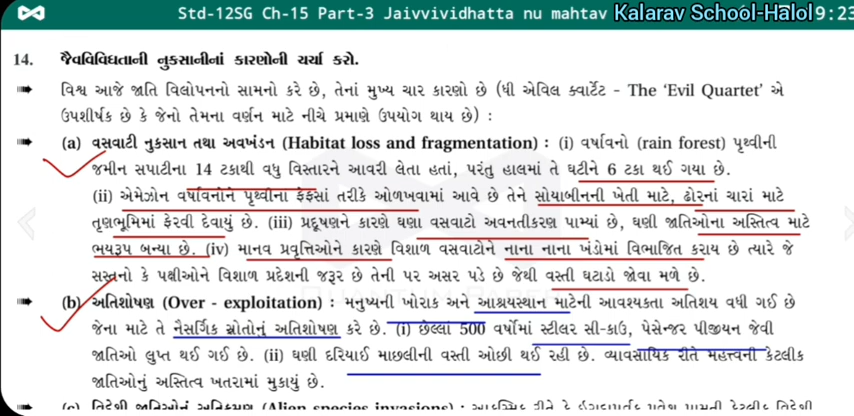 Std-12SG Ch-15 Part-3 Jaivvividhatta nu mahtav Kalarav School-Halol 9:23
14. જૈવવિવિધતાની નુકસાનીનાં કારણોની ચર્ચા કરો.
વિશ્વ આજે જાતિ વિલોપનનો સામનો કરે છે, તેનાં મુખ્ય ચાર કારણો છે (ધી એવિલ ક્વાર્ટેટ - The 'Evil Quartet' એ
ઉપશીર્ષક છે કે જેનો તેમના વર્ણન માટે નીચે પ્રમાણે ઉપયોગ થાય છે) :
(a) વસવાટી નુકસાન તથા અવખંડન (Habitat loss and fragmentation) : (i) વર્ષાવનો (rain forest) પૃથ્વીની
જમીન સપાટીના 14 ટકાથી વધુ વિસ્તારને આવરી લેતા હતાં, પરંતુ હાલમાં તે ઘટીને 6 ટકા થઈ ગયા છે.
(ii) એમેઝોન વર્ષાવનોને પૃથ્વીના ફેફસાં તરીકે ઓળખવામાં આવે છે તેને સોયાબીનની ખેતી માટે, ઢોરનાં ચારાં માટે
તૃણભૂમિમાં ફેરવી દેવાયું છે. (iii) પ્રદૂષણને કારણે ઘણા વસવાટો અવનતીકરણ પામ્યાં છે, ઘણી જાતિઓના અસ્તિત્વ માટે
ભયરૂપ બન્યા છે. (iv) માનવ પ્રવૃત્તિઓને કારણે વિશાળ વસવાટોને નાના નાના ખંડોમાં વિભાજિત કરાય છે ત્યારે જે
સસ્તનો કે પક્ષીઓને વિશાળ પ્રદેશની જરૂર છે તેની પર અસર પડે છે જેથી વસ્તી ઘટાડો જોવા મળે છે.
(b) અતિશોષણ (Over - exploitation) : મનુષ્યની ખોરાક અને આશ્રયસ્થાન માટેની આવશ્યકતા અતિશય વધી ગઈ છે
જેના માટે તે નૈસર્ગિક સ્રોતોનું અતિશોષણ કરે છે. (i) છેલ્લાં 500 વર્ષોમાં સ્ટીલર સી-કાઉ, પેસેન્જર પીજીયન જેવી
જાતિઓ લુપ્ત થઈ ગઈ છે. (ii) ઘણી દરિયાઈ માછલીની વસ્તી ઓછી થઈ રહી છે. વ્યાવસાયિક રીતે મહત્ત્વની કેટલીક
જાતિઓનું અસ્તિત્વ ખતરામાં મુકાયું છે.
(c) વિદેશી જાતિઓનું અતિક્રમણ (Alien species invasions) : આકસ્મિક રીતે કે